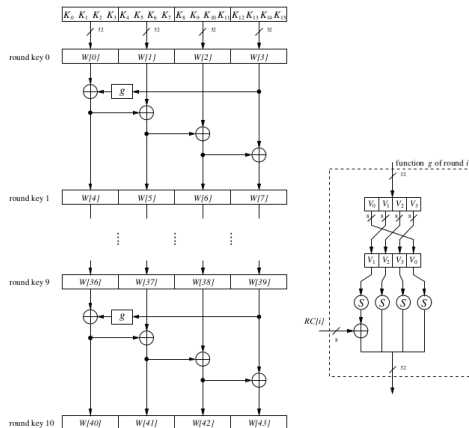 K0 K1 K2 K3 K4 K5 K6 K7 K8 K9 K10 K11 K12 K13 K14 K15
32 32 32 32
round key 0 W[0] W[1] W[2] W[3]
g
function g of round i
32
round key 1 W[4] W[5] W[6] W[7]
V0 V1 V2 V3
8 8 8 8
V1 V2 V3 V0
round key 9 W[36] W[37] W[38] W[39]
S S S S
g
RC[i]
8
32
round key 10 W[40] W[41] W[42] W[43]